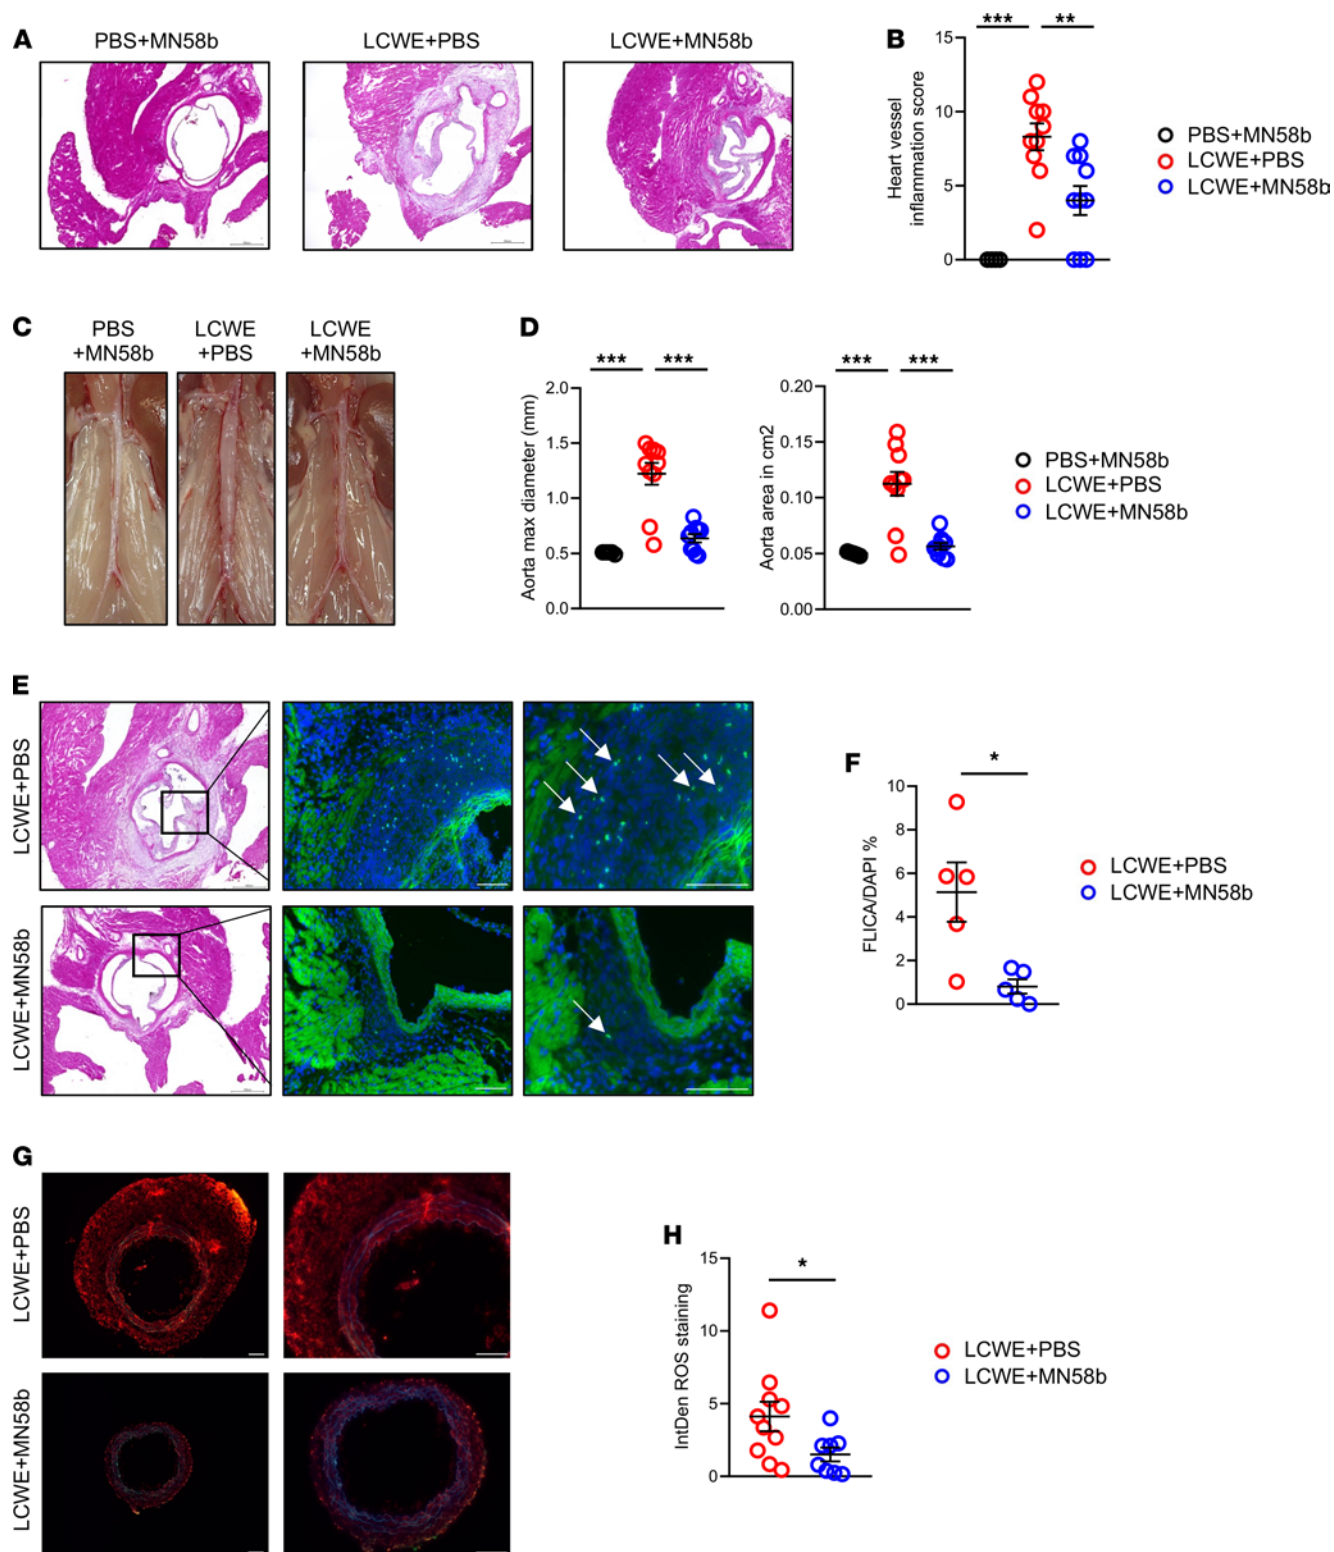 A
PBS+MN58b
LCWE+PBS
LCWE+MN58b
B
***
**
15
10
5
0
Heart vessel
inflammation score
PBS+MN58b
LCWE+PBS
LCWE+MN58b
C
PBS
+MN58b
LCWE
+PBS
LCWE
+MN58b
D
***
***
2.0
1.5
1.0
0.5
0.0
Aorta max diameter (mm)
***
***
0.20
0.15
0.10
0.05
0.00
Aorta area in cm2
PBS+MN58b
LCWE+PBS
LCWE+MN58b
E
LCWE+PBS
LCWE+MN58b
F
*
10
8
6
4
2
0
FLICA/DAPI %
LCWE+PBS
LCWE+MN58b
G
LCWE+PBS
LCWE+MN58b
H
*
15
10
5
0
IntDen ROS staining
LCWE+PBS
LCWE+MN58b